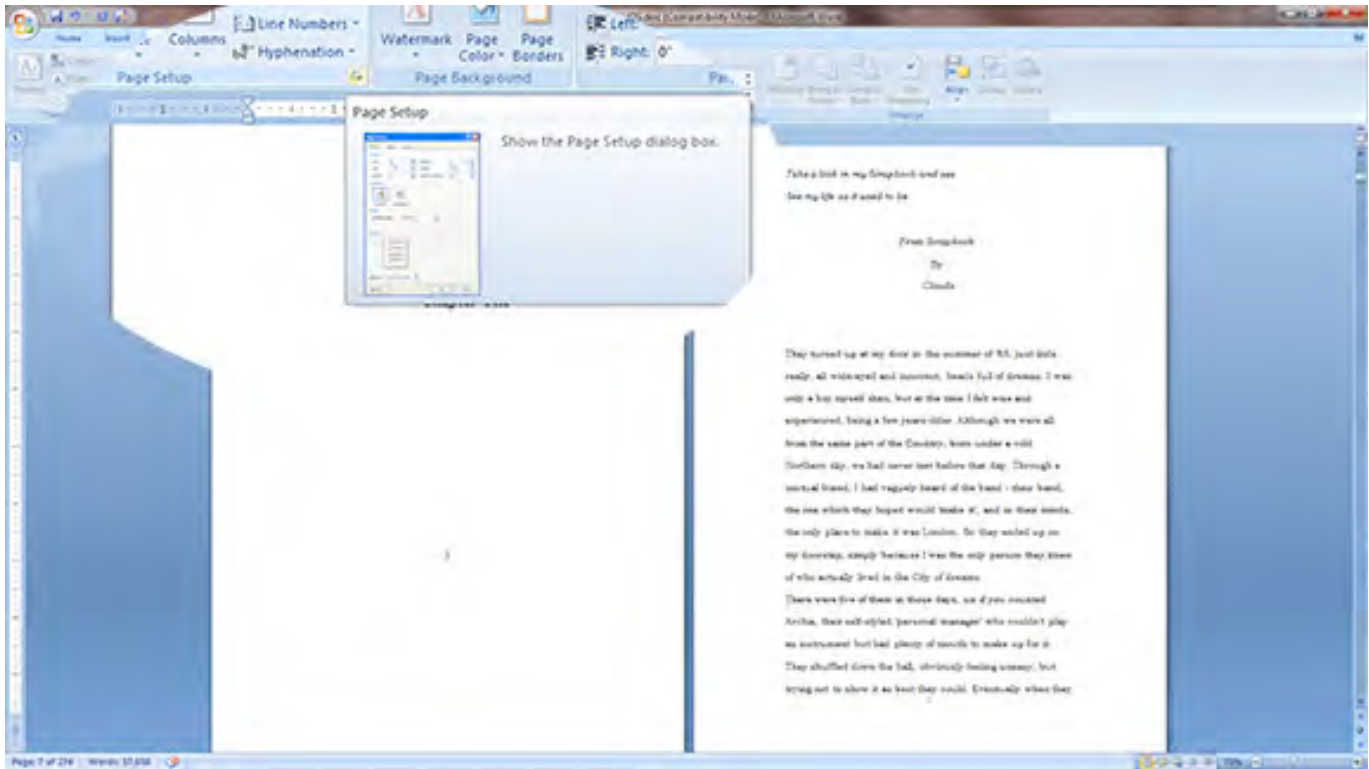 Line Numbers
Left:
[Compatibility Mode] - Microsoft Word
Home
Insert
Columns
Hyphenation
Watermark
Page Color
Page Borders
Right: 0"
Page Setup
Page Background
Align
Page Setup
Show the Page Setup dialog box.
Take a look in my Scrapbook and see
See my life as it used to be
From Scrapbook
By
They turned up at my door in the summer of just kids
really, all wide-eyed and innocent, heads full of dreams. I was
only a boy myself then, but at the time I felt wise and
experienced, being a few years older. Although we were all
from the same part of the Country, born under a cold
Northern sky, we had never met before that day. Through a
mutual friend, I had vaguely heard of the band - their band,
the one which they hoped would 'make it', and in their minds,
the only place to make it was London. So they ended up on
my doorstep, simply because I was the only person they knew
of who actually lived in the City of dreams.
There were five of them in those days, six if you counted
Archie, their self-styled 'personal manager' who couldn't play
an instrument but had plenty of mouth to make up for it.
They shuffled down the hall, obviously feeling uneasy, but
trying not to show it as best they could. Eventually when they
Page: 7 of
Words: